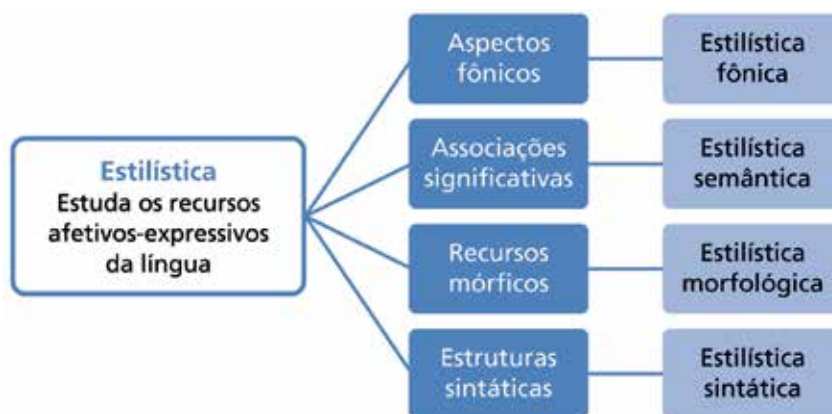 Estilística
Estuda os recursos
afetivos-expressivos
da língua
Aspectos
fônicos
Estilística
fônica
Associações
significativas
Estilística
semântica
Recursos
mórficos
Estilística
morfológica
Estruturas
sintáticas
Estilística
sintática